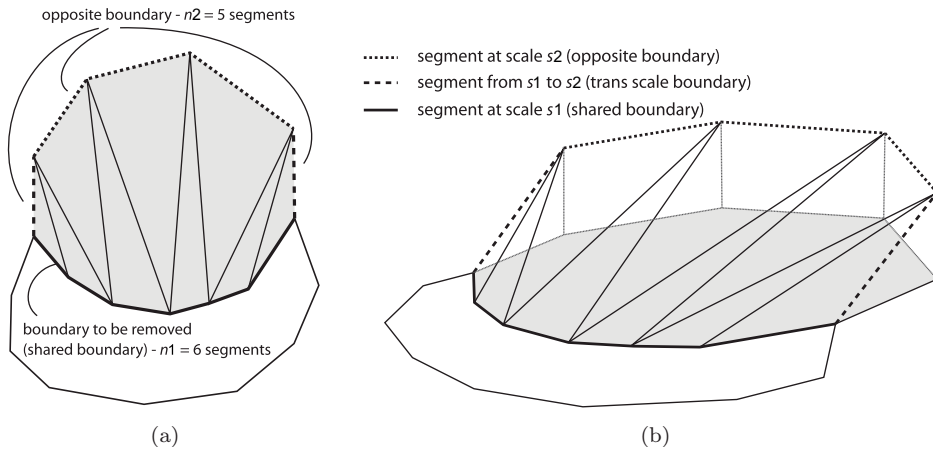 opposite boundary - n2 = 5 segments
segment at scale s2 (opposite boundary)
segment from s1 to s2 (trans scale boundary)
segment at scale s1 (shared boundary)
boundary to be removed
(shared boundary) - n1 = 6 segments
(a)
(b)